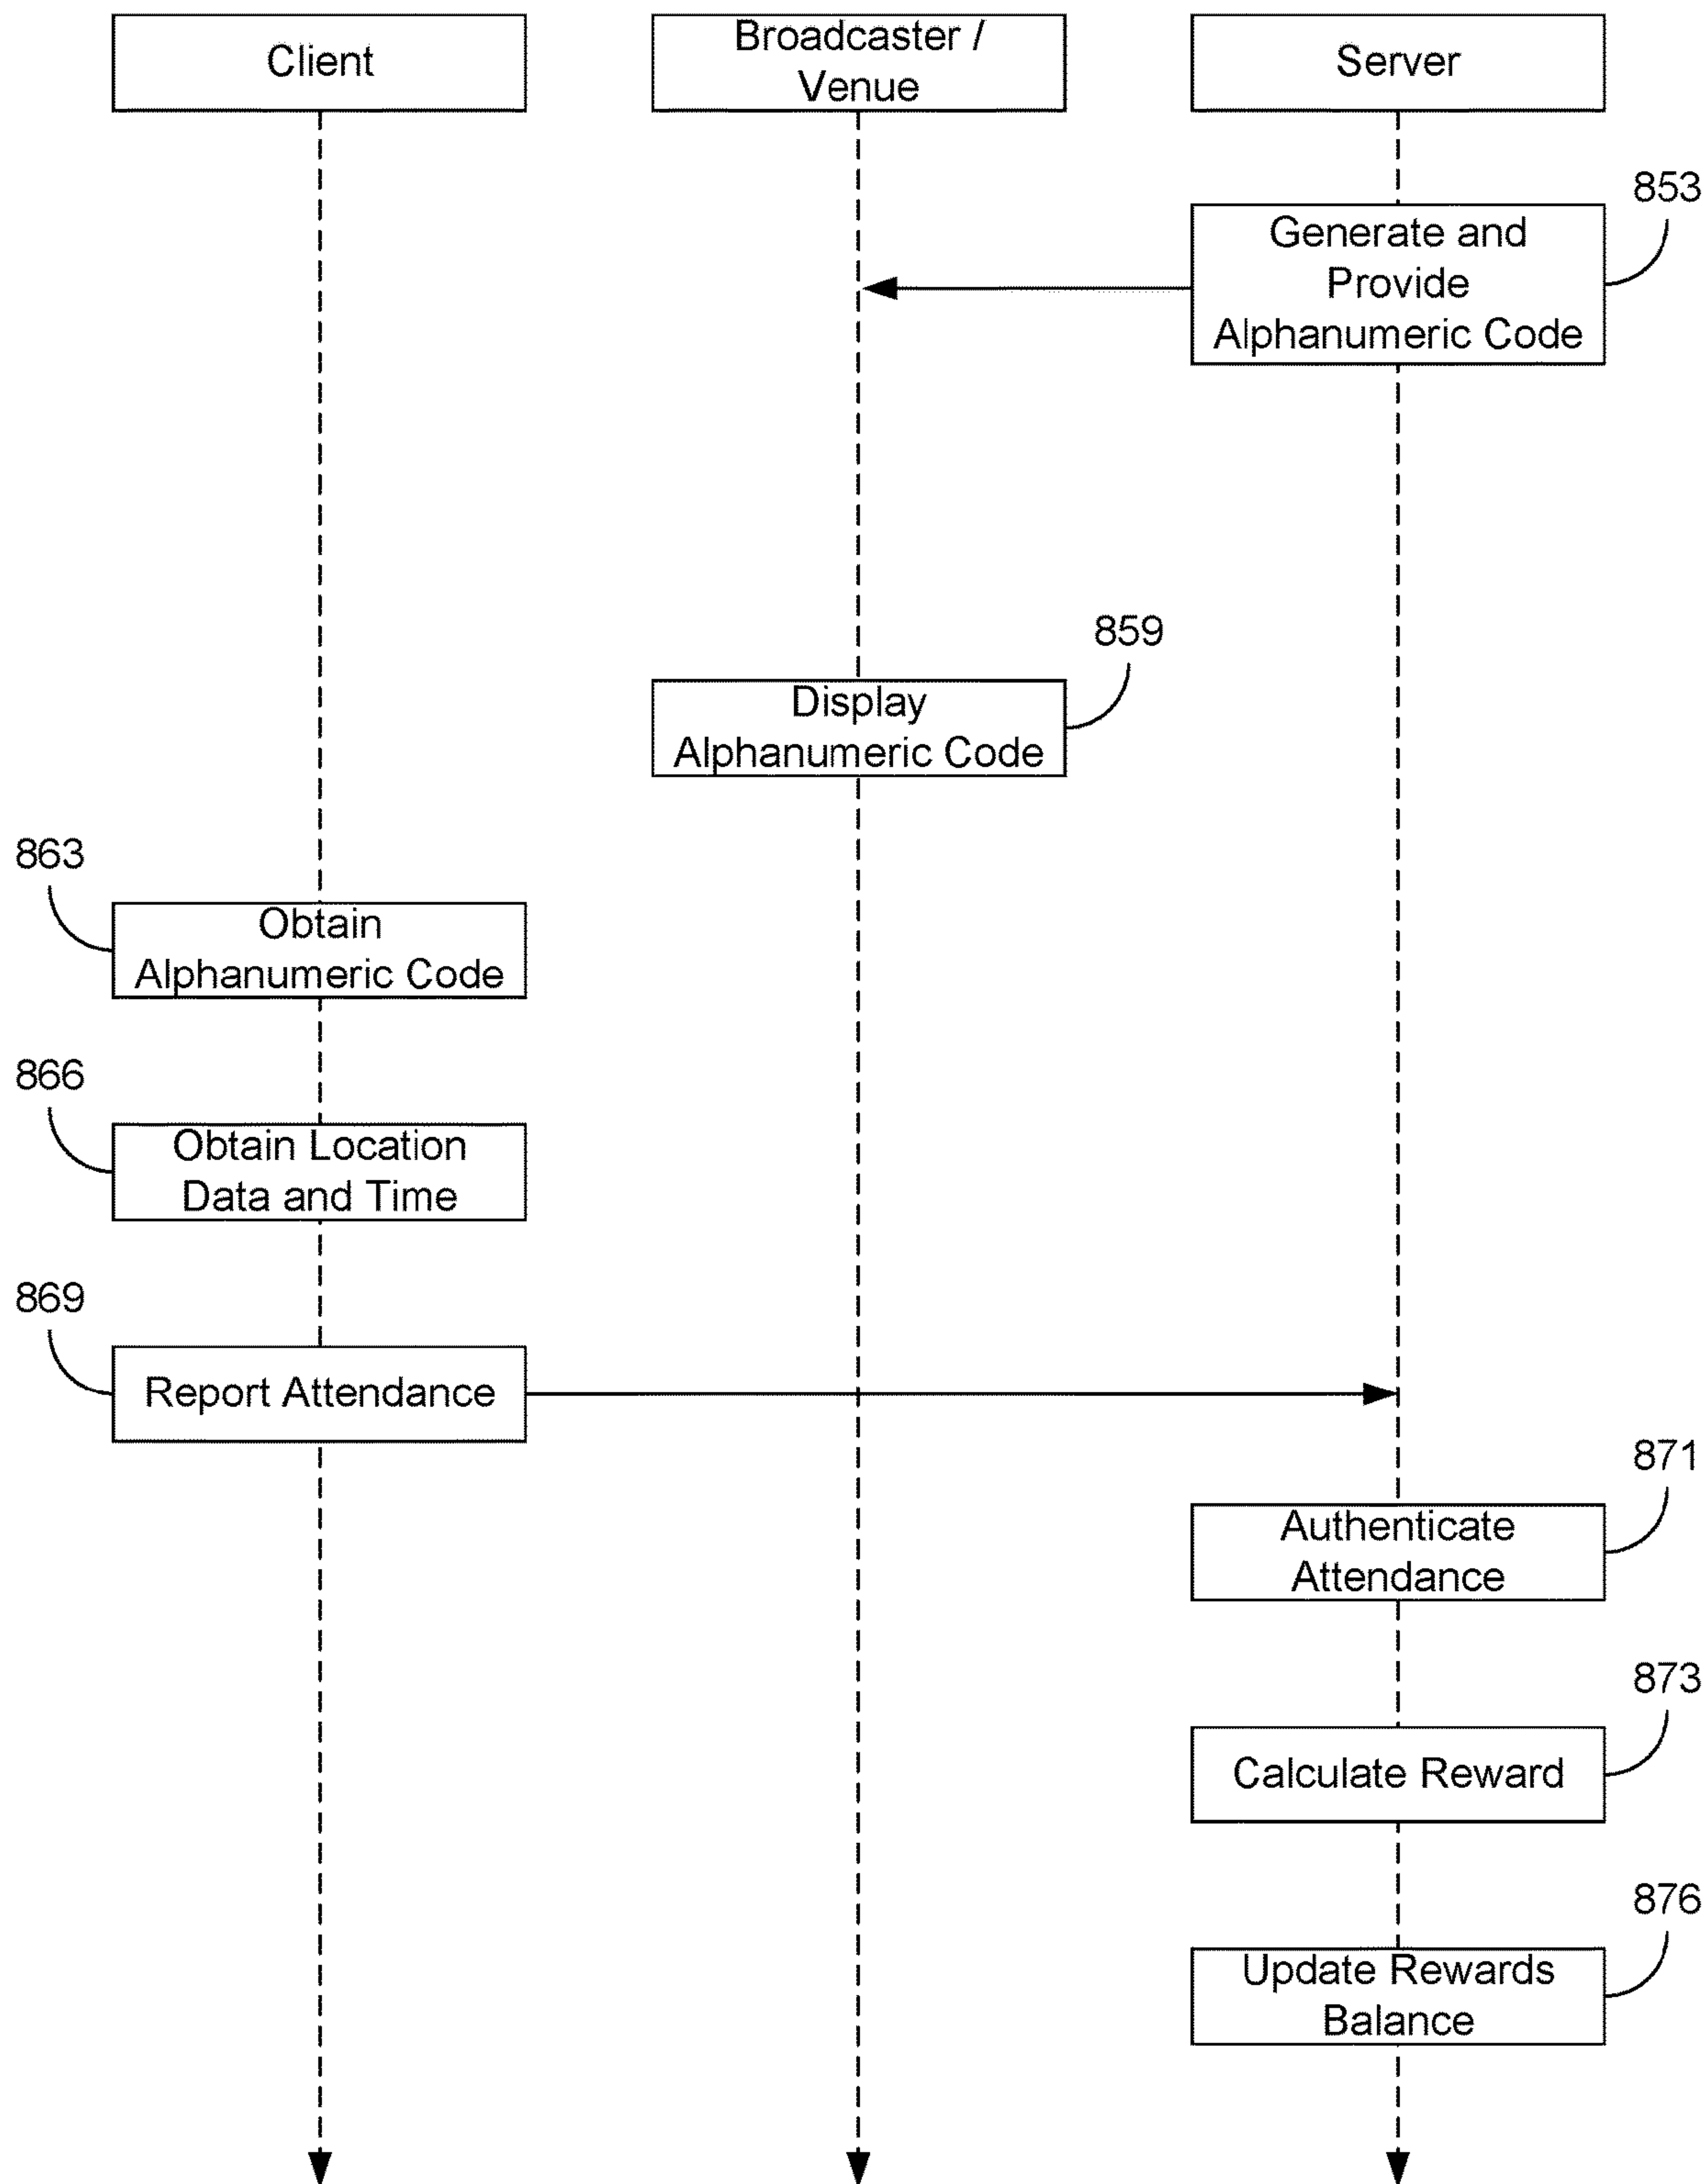 Client
Broadcaster /
Venue
Server
853
Generate and
Provide
Alphanumeric Code
859
Display
Alphanumeric Code
863
Obtain
Alphanumeric Code
866
Obtain Location
Data and Time
869
Report Attendance
871
Authenticate
Attendance
873
Calculate Reward
876
Update Rewards
Balance